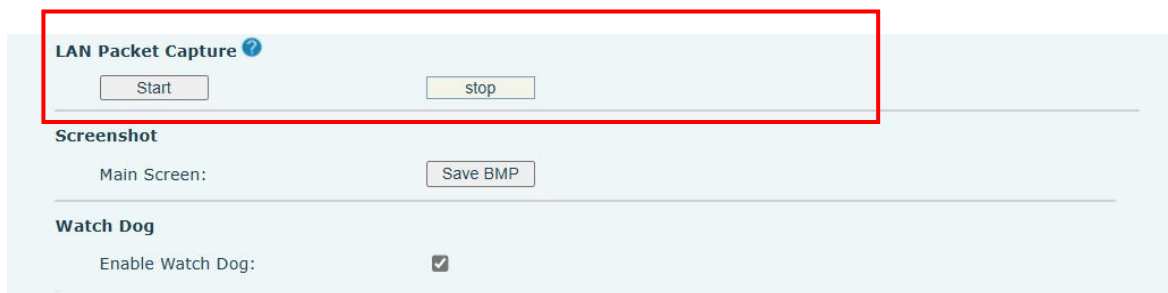 LAN Packet Capture ?
Start stop
Screenshot
Main Screen: Save BMP
Watch Dog
Enable Watch Dog: